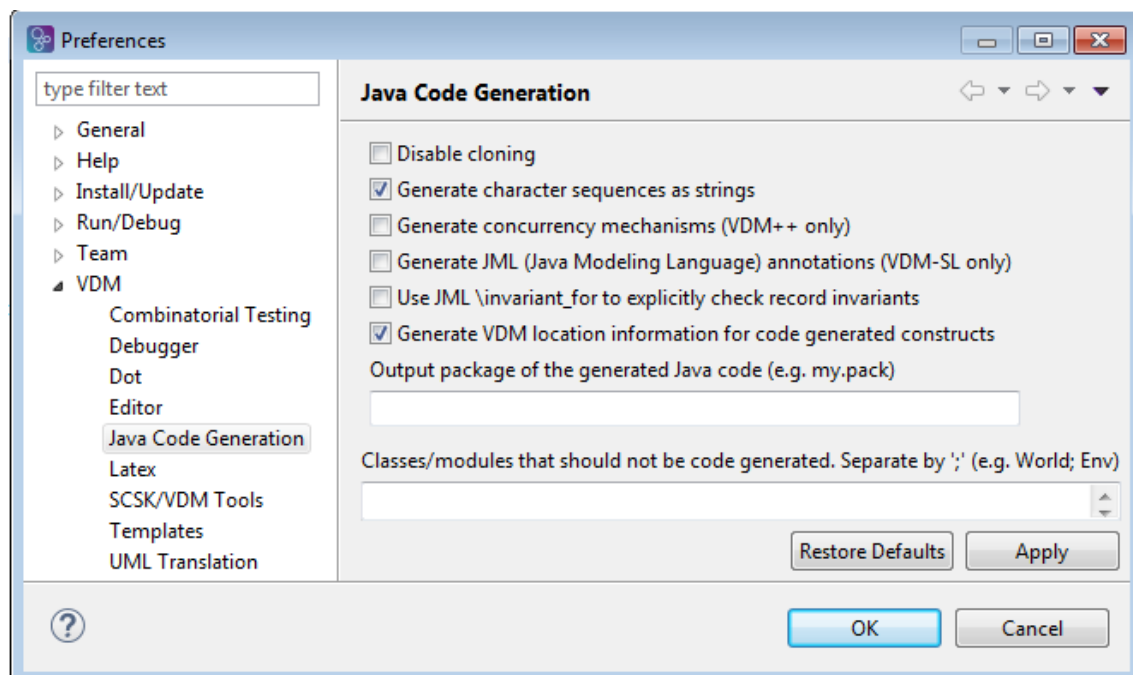 Preferences
type filter text
General
Help
Install/Update
Run/Debug
Team
VDM
Combinatorial Testing
Debugger
Dot
Editor
Java Code Generation
Latex
SCSK/VDM Tools
Templates
UML Translation
Java Code Generation
Disable cloning
Generate character sequences as strings
Generate concurrency mechanisms (VDM++ only)
Generate JML (Java Modeling Language) annotations (VDM-SL only)
Use JML \invariant_for to explicitly check record invariants
Generate VDM location information for code generated constructs
Output package of the generated Java code (e.g. my.pack)
Classes/modules that should not be code generated. Separate by ';' (e.g. World; Env)
Restore Defaults
Apply
?
OK
Cancel